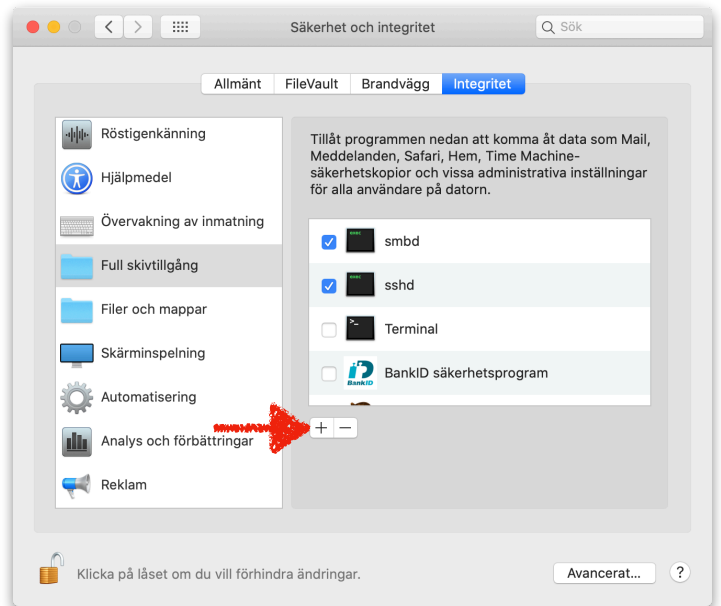 Säkerhet och integritet
Sök
Allmänt
FileVault
Brandvägg
Integritet
Röstigenkänning
Hjälpmedel
Övervakning av inmatning
Full skivtillgång
Filer och mappar
Skärminspelning
Automatisering
Analys och förbättringar
Reklam
Tillåt programmen nedan att komma åt data som Mail,
Meddelanden, Safari, Hem, Time Machine-
säkerhetskopior och vissa administrativa inställningar
för alla användare på datorn.
smbd
sshd
Terminal
BankID
BankID säkerhetsprogram
Klicka på låset om du vill förhindra ändringar.
Avancerat...
?